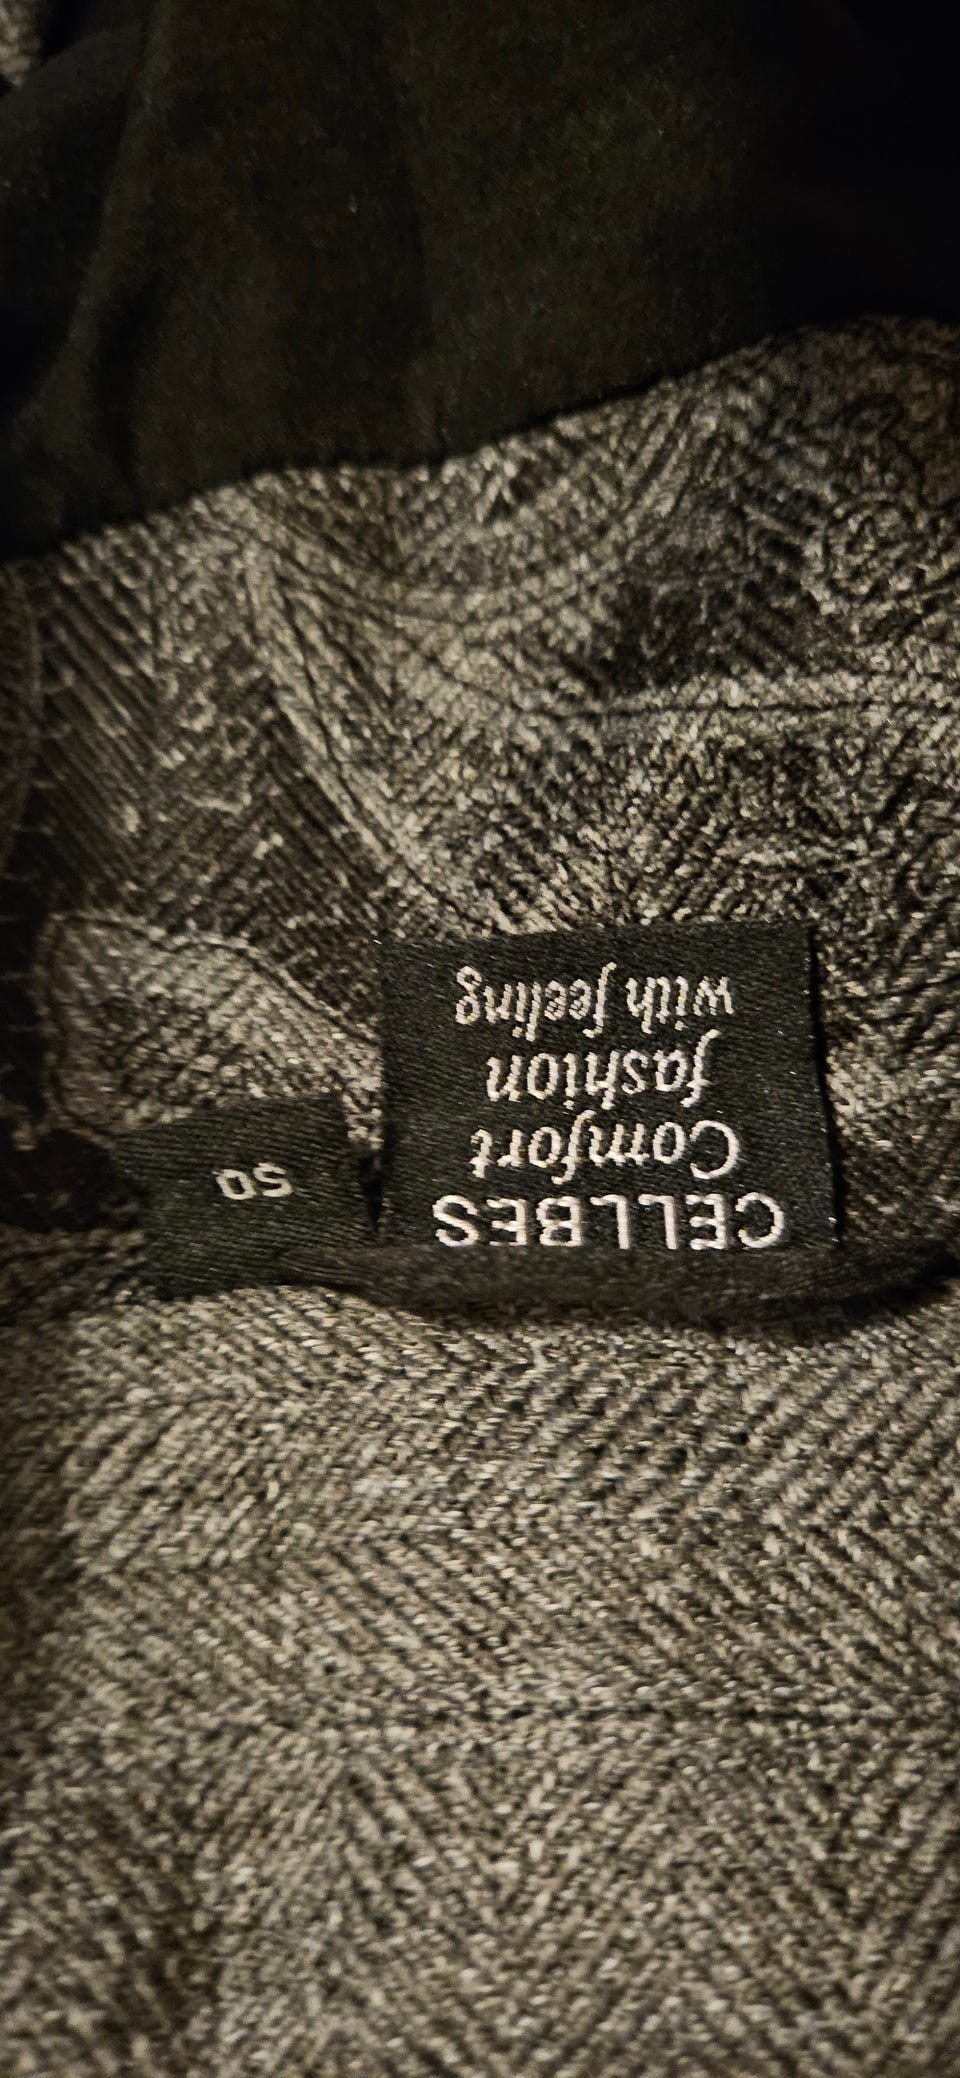 CELLBES
Comfort
fashion
with feeling
50